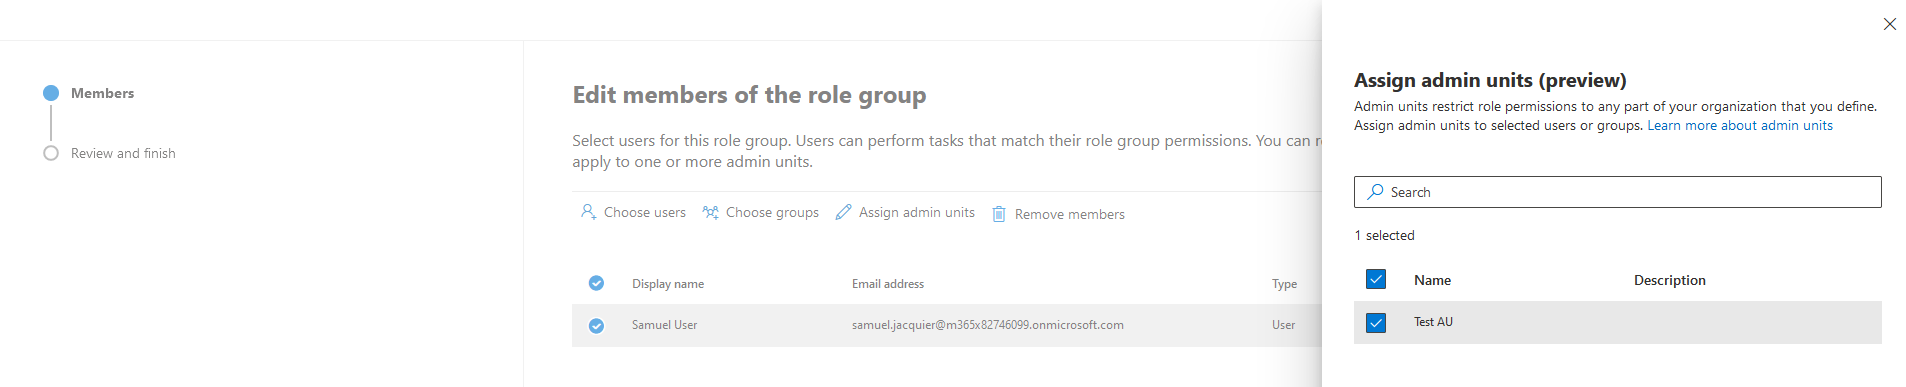 Members
Review and finish
Edit members of the role group
Select users for this role group. Users can perform tasks that match their role group permissions. You can r
apply to one or more admin units.
Choose users Choose groups Assign admin units Remove members
Display name Email address Type
Samuel User samuel.jacquier@m365x82746099.onmicrosoft.com User
Assign admin units (preview)
Admin units restrict role permissions to any part of your organization that you define.
Assign admin units to selected users or groups. Learn more about admin units
Search
1 selected
Name Description
Test AU